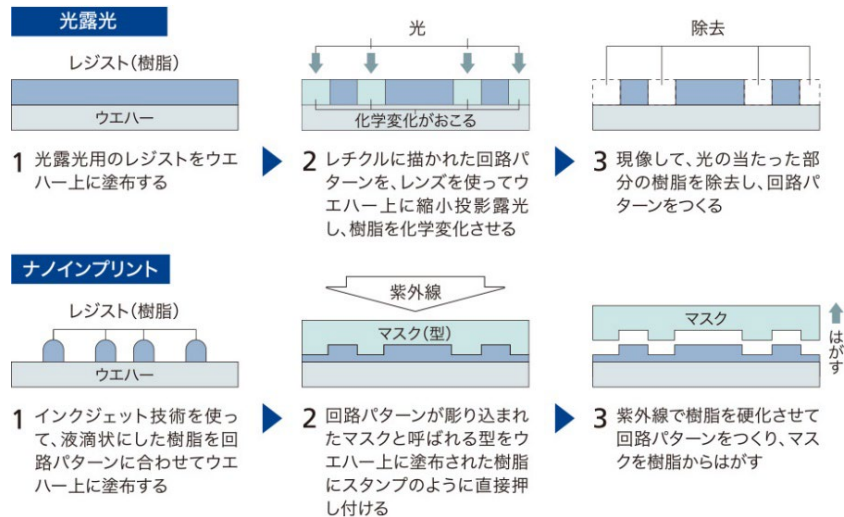 光露光
レジスト(樹脂)
ウエハー
1 光露光用のレジストをウエ
ハー上に塗布する
光
化学変化がおこる
2 レチクルに描かれた回路パ
ターンを、レンズを使ってウ
エハー上に縮小投影露光
し、樹脂を化学変化させる
除去
3 現像して、光の当たった部
分の樹脂を除去し、回路パ
ターンをつくる
ナノインプリント
レジスト(樹脂)
ウエハー
1 インクジェット技術を使っ
て、液滴状にした樹脂を回
路パターンに合わせてウエ
ハー上に塗布する
紫外線
マスク(型)
2 回路パターンが彫り込まれ
たマスクと呼ばれる型をウ
エハー上に塗布された樹脂
にスタンプのように直接押
し付ける
マスク
はがす
3 紫外線で樹脂を硬化させて
回路パターンをつくり、マス
クを樹脂からはがす